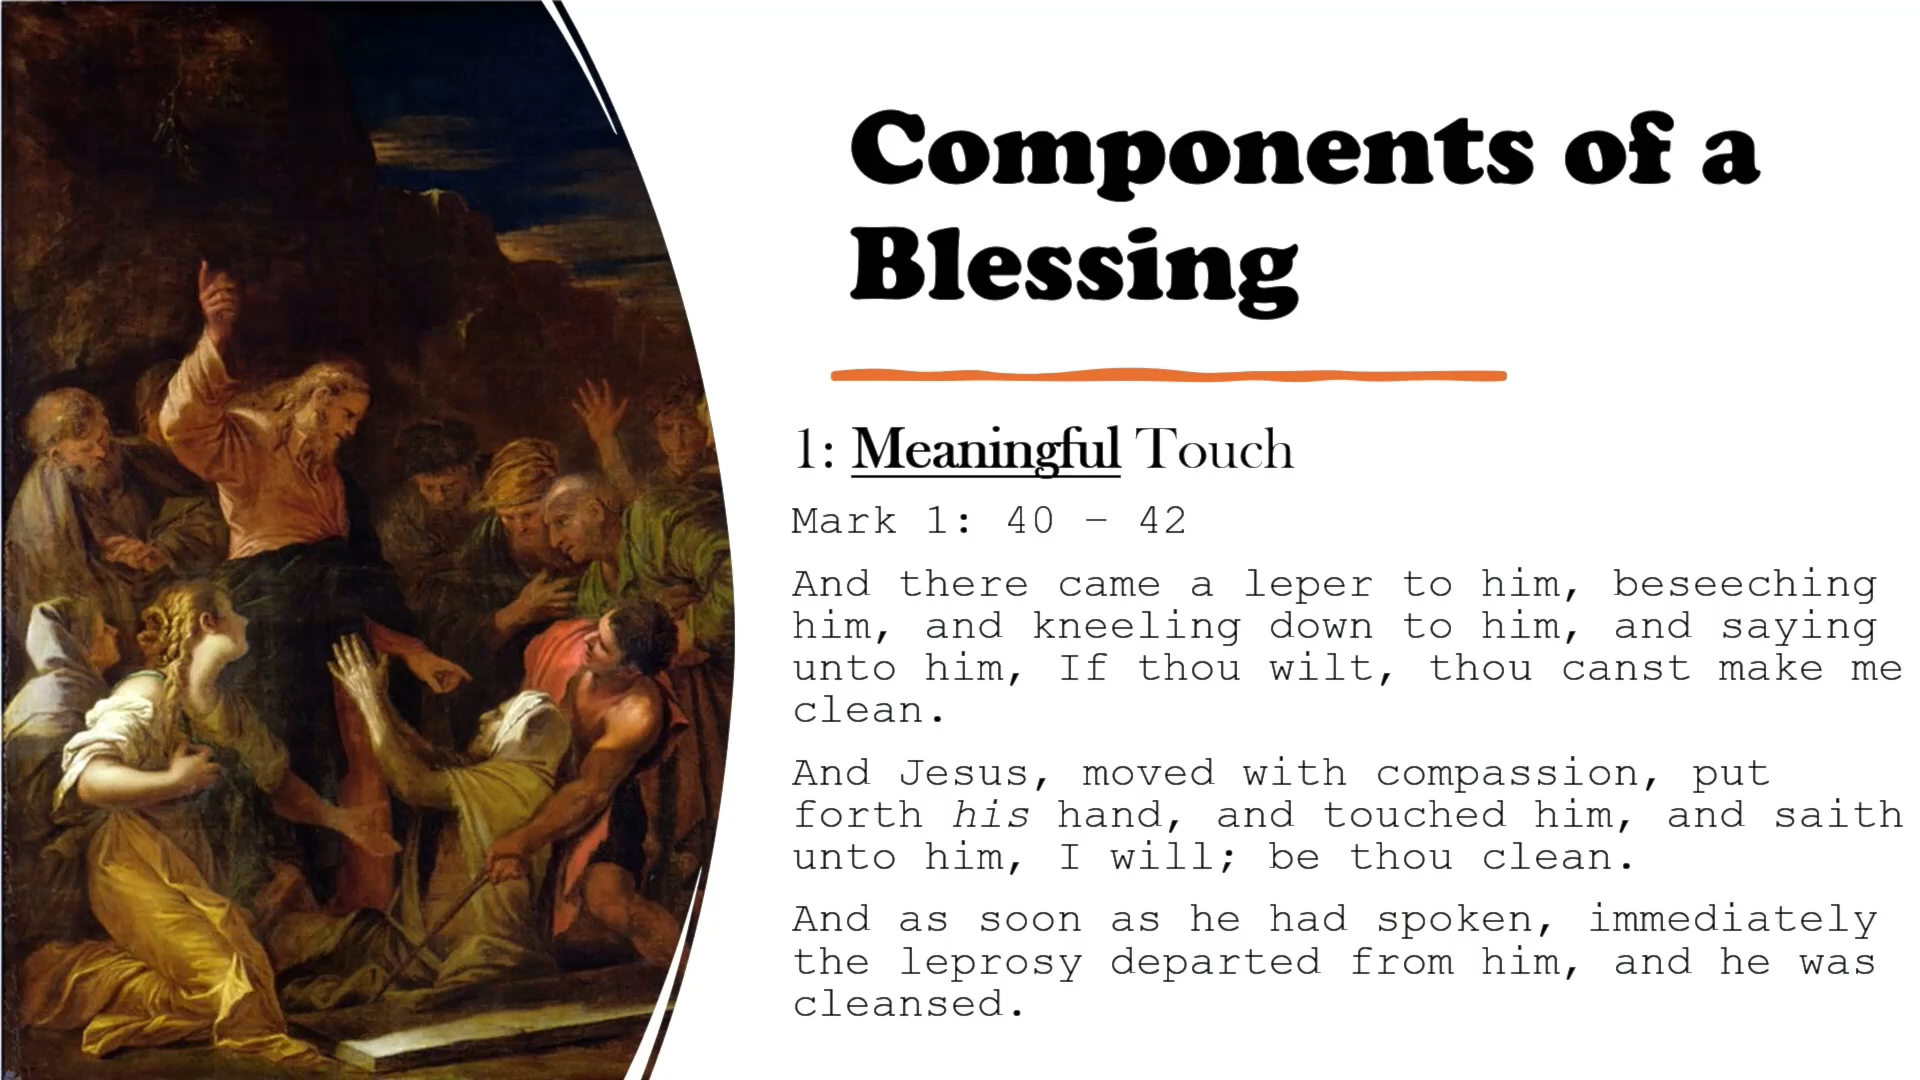 Components of a
Blessing
1: Meaningful Touch
Mark 1: 40 – 42
And there came a leper to him, beseeching
him, and kneeling down to him, and saying
unto him, If thou wilt, thou canst make me
clean.
And Jesus, moved with compassion, put
forth his hand, and touched him, and saith
unto him, I will; be thou clean.
And as soon as he had spoken, immediately
the leprosy departed from him, and he was
cleansed.